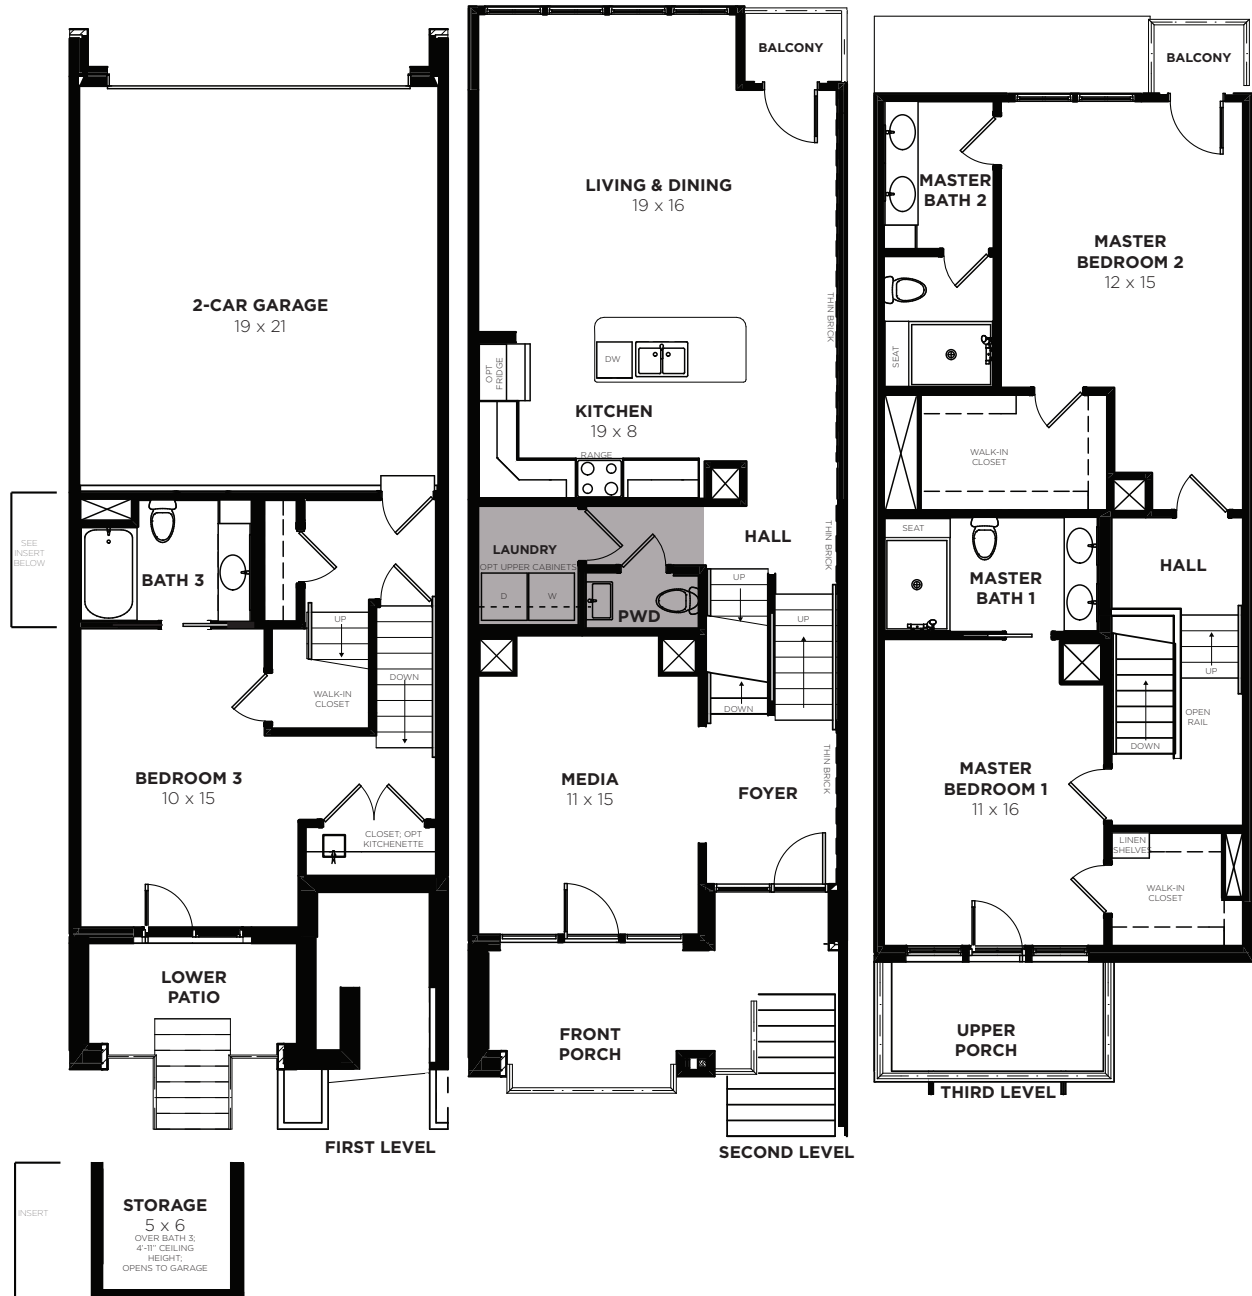 2-CAR GARAGE
19 x 21
SEE
INSERT
BELOW
BATH 3
UP
DOWN
WALK-IN
CLOSET
BEDROOM 3
10 x 15
CLOSET; OPT
KITCHENETTE
LOWER
PATIO
FIRST LEVEL
INSERT
STORAGE
5 x 6
OVER BATH 3;
4'-11" CEILING
HEIGHT;
OPENS TO GARAGE
BALCONY
LIVING & DINING
19 x 16
THIN BRICK
DW
OPT
FRIDGE
KITCHEN
19 x 8
RANGE
LAUNDRY
OPT UPPER CABINETS
D
W
PWD
HALL
THIN BRICK
UP
UP
DOWN
MEDIA
11 x 15
FOYER
THIN BRICK
FRONT
PORCH
SECOND LEVEL
BALCONY
MASTER
BATH 2
MASTER
BEDROOM 2
12 x 15
SEAT
WALK-IN
CLOSET
SEAT
MASTER
BATH 1
HALL
UP
OPEN
RAIL
DOWN
MASTER
BEDROOM 1
11 x 16
LINEN
SHELVES
WALK-IN
CLOSET
UPPER
PORCH
THIRD LEVEL